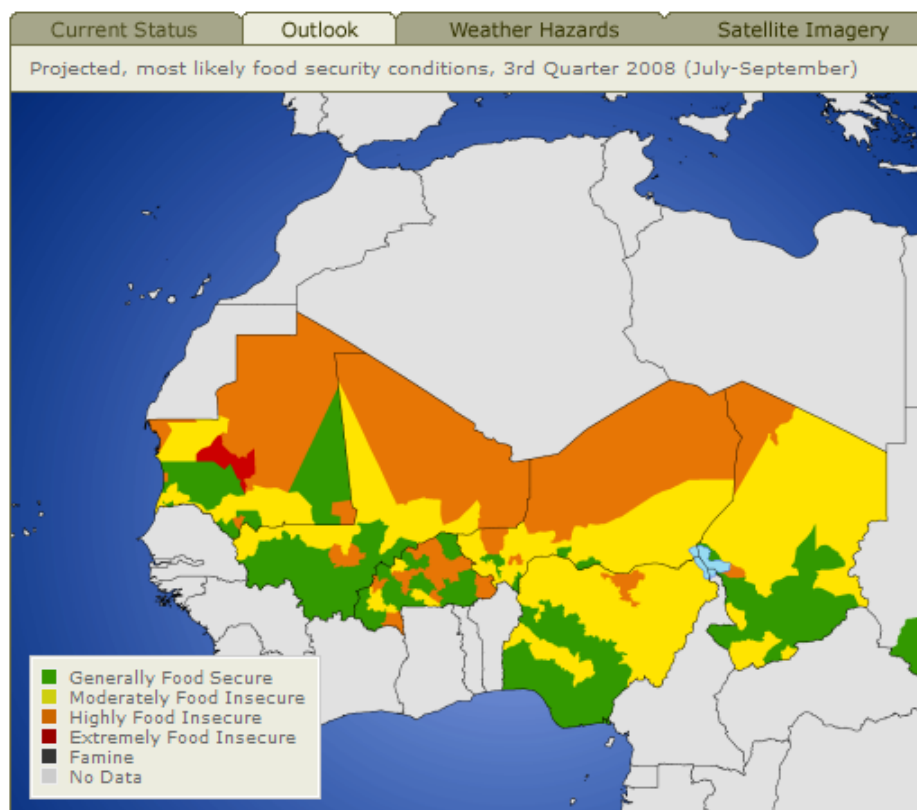 Current Status
Outlook
Weather Hazards
Satellite Imagery
Projected, most likely food security conditions, 3rd Quarter 2008 (July-September)
Generally Food Secure
Moderately Food Insecure
Highly Food Insecure
Extremely Food Insecure
Famine
No Data